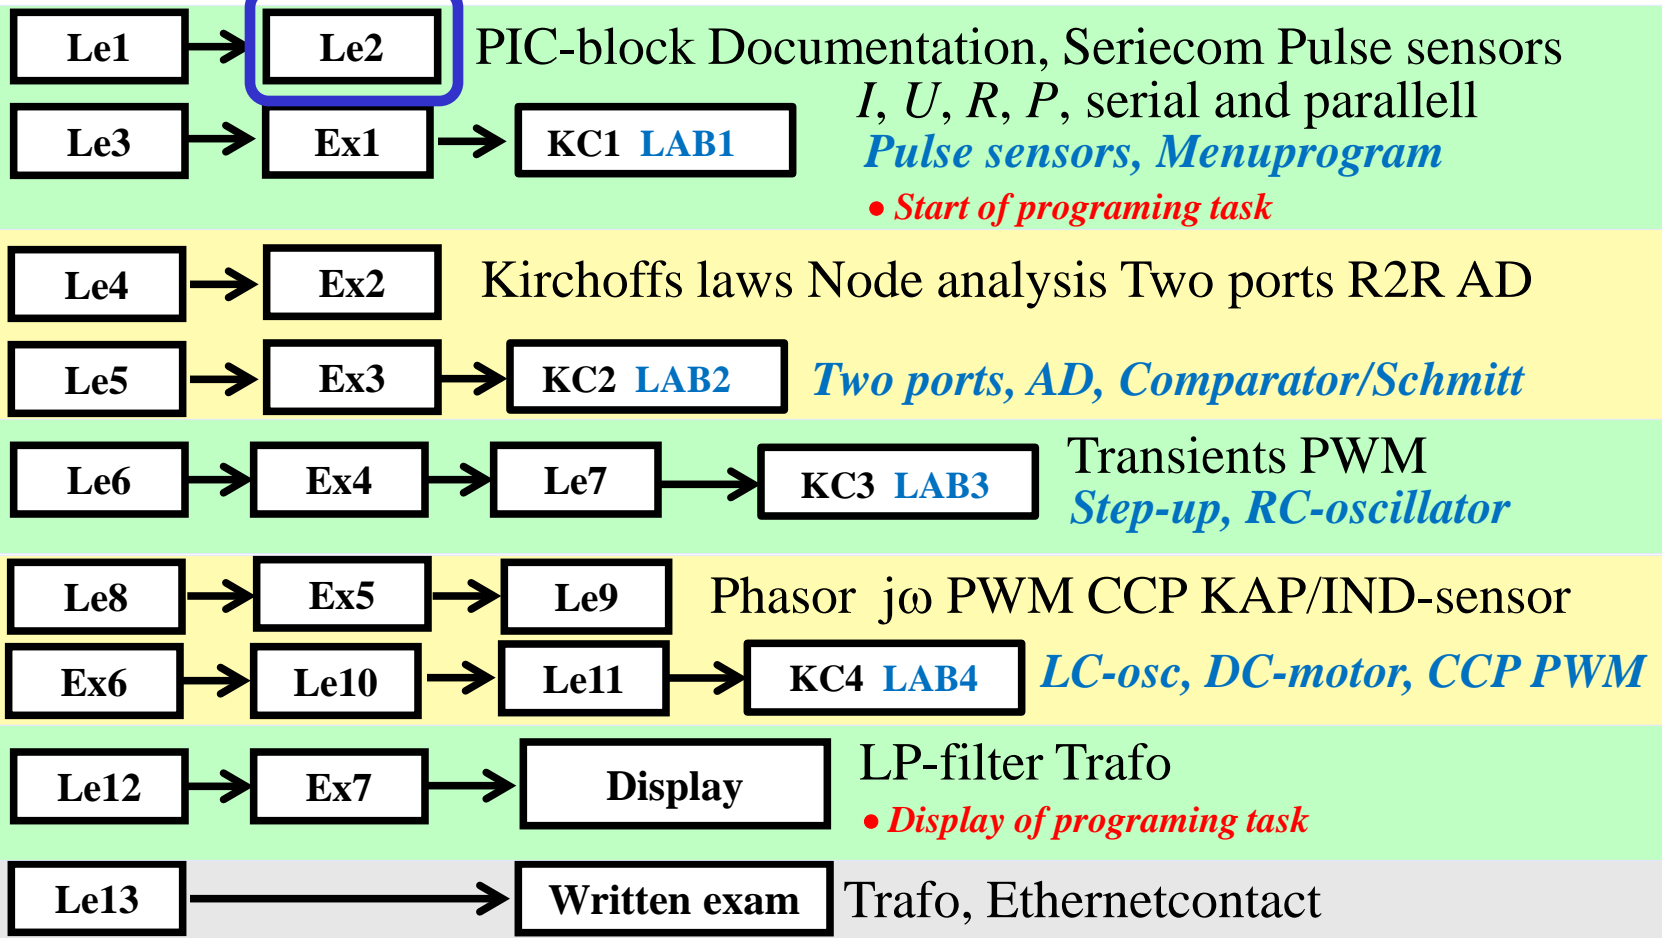 Le1 Le2 PIC-block Documentation, Seriecom Pulse sensors
I, U, R, P, serial and parallell
Le3 Ex1 KC1 LAB1 Pulse sensors, Menuprogram
• Start of programing task
Le4 Ex2 Kirchoffs laws Node analysis Two ports R2R AD
Le5 Ex3 KC2 LAB2 Two ports, AD, Comparator/Schmitt
Le6 Ex4 Le7 KC3 LAB3 Transients PWM
Step-up, RC-oscillator
Le8 Ex5 Le9 Phasor jω PWM CCP KAP/IND-sensor
Ex6 Le10 Le11 KC4 LAB4 LC-osc, DC-motor, CCP PWM
Le12 Ex7 Display LP-filter Trafo
• Display of programing task
Le13 Written exam Trafo, Ethernetcontact